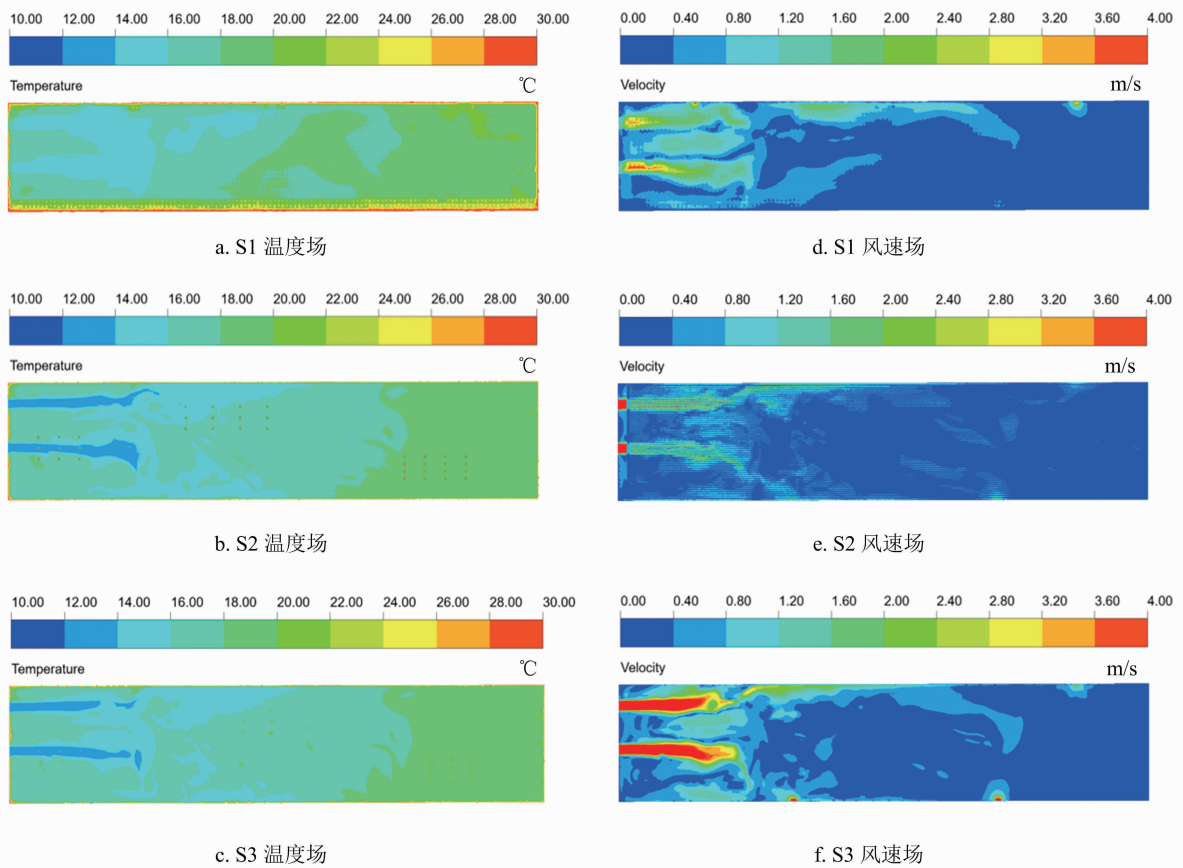 10.00 12.00 14.00 16.00 18.00 20.00 22.00 24.00 26.00 28.00 30.00
Temperature ℃
a. S1 温度场
0.00 0.40 0.80 1.20 1.60 2.00 2.40 2.80 3.20 3.60 4.00
Velocity m/s
d. S1 风速场
10.00 12.00 14.00 16.00 18.00 20.00 22.00 24.00 26.00 28.00 30.00
Temperature ℃
b. S2 温度场
0.00 0.40 0.80 1.20 1.60 2.00 2.40 2.80 3.20 3.60 4.00
Velocity m/s
e. S2 风速场
10.00 12.00 14.00 16.00 18.00 20.00 22.00 24.00 26.00 28.00 30.00
Temperature ℃
c. S3 温度场
0.00 0.40 0.80 1.20 1.60 2.00 2.40 2.80 3.20 3.60 4.00
Velocity m/s
f. S3 风速场